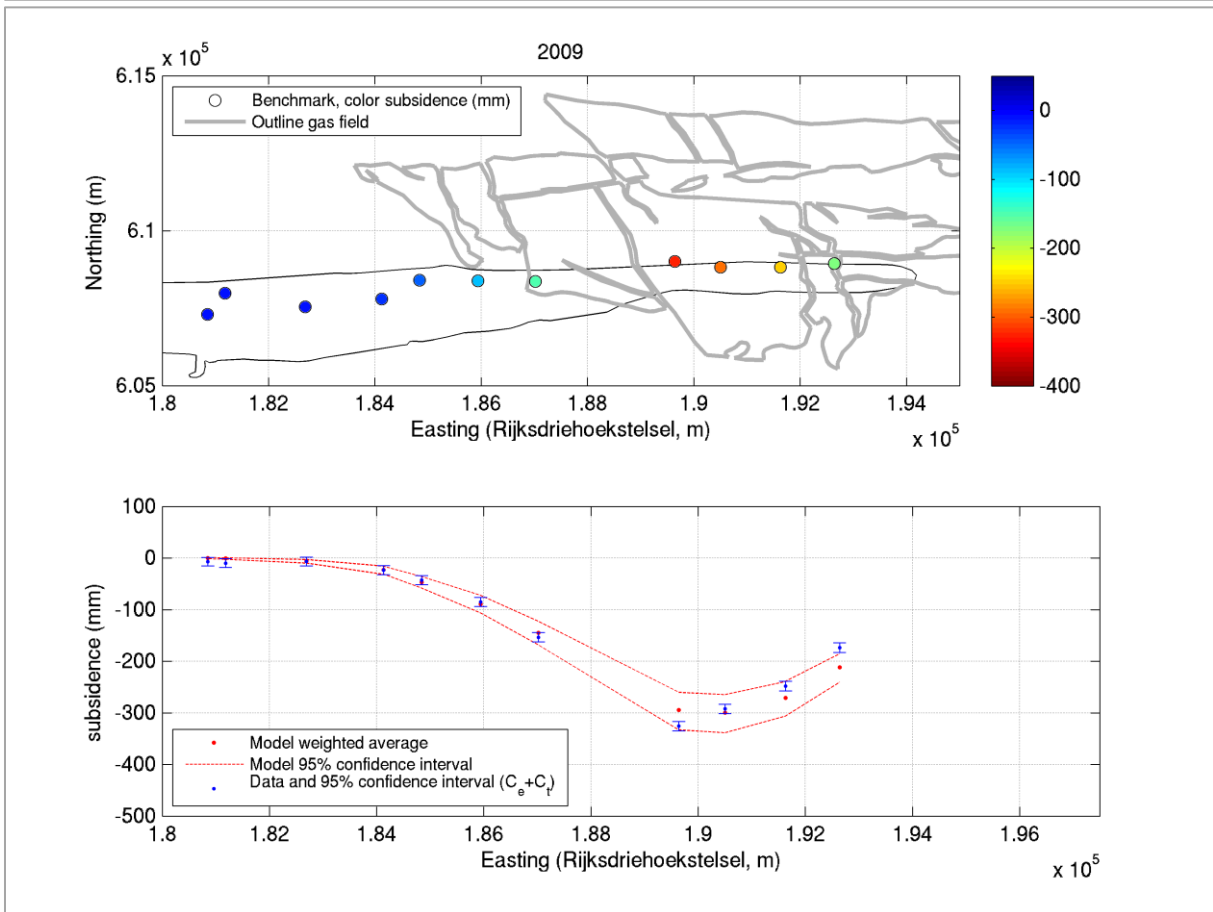 2009
x 10^5
6.15
6.1
6.05
Northing (m)
Benchmark, color subsidence (mm)
Outline gas field
1.8 1.82 1.84 1.86 1.88 1.9 1.92 1.94
Easting (Rijksdriehoekstelsel, m)
x 10^5
0
-100
-200
-300
-400
100
0
-100
-200
-300
-400
-500
subsidence (mm)
Model weighted average
Model 95% confidence interval
Data and 95% confidence interval (C_e+C_t)
1.8 1.82 1.84 1.86 1.88 1.9 1.92 1.94 1.96
Easting (Rijksdriehoekstelsel, m)
x 10^5